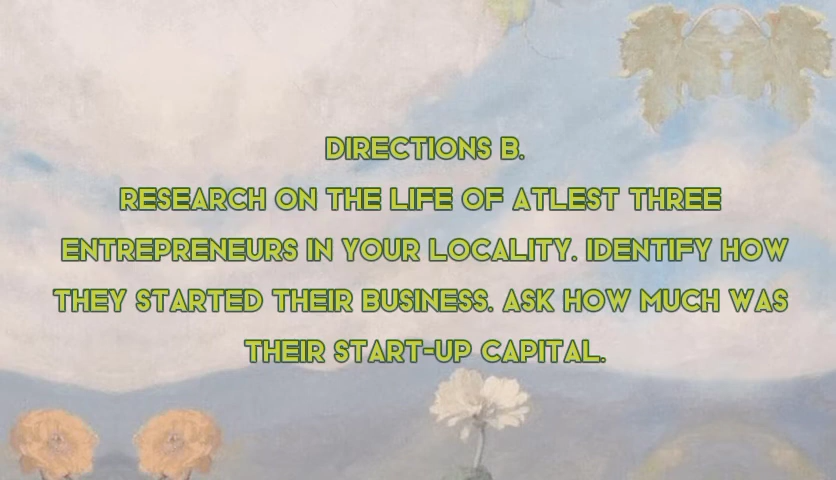 DIRECTIONS B.
RESEARCH ON THE LIFE OF ATLEST THREE
ENTREPRENEURS IN YOUR LOCALITY. IDENTIFY HOW
THEY STARTED THEIR BUSINESS. ASK HOW MUCH WAS
THEIR START-UP CAPITAL.